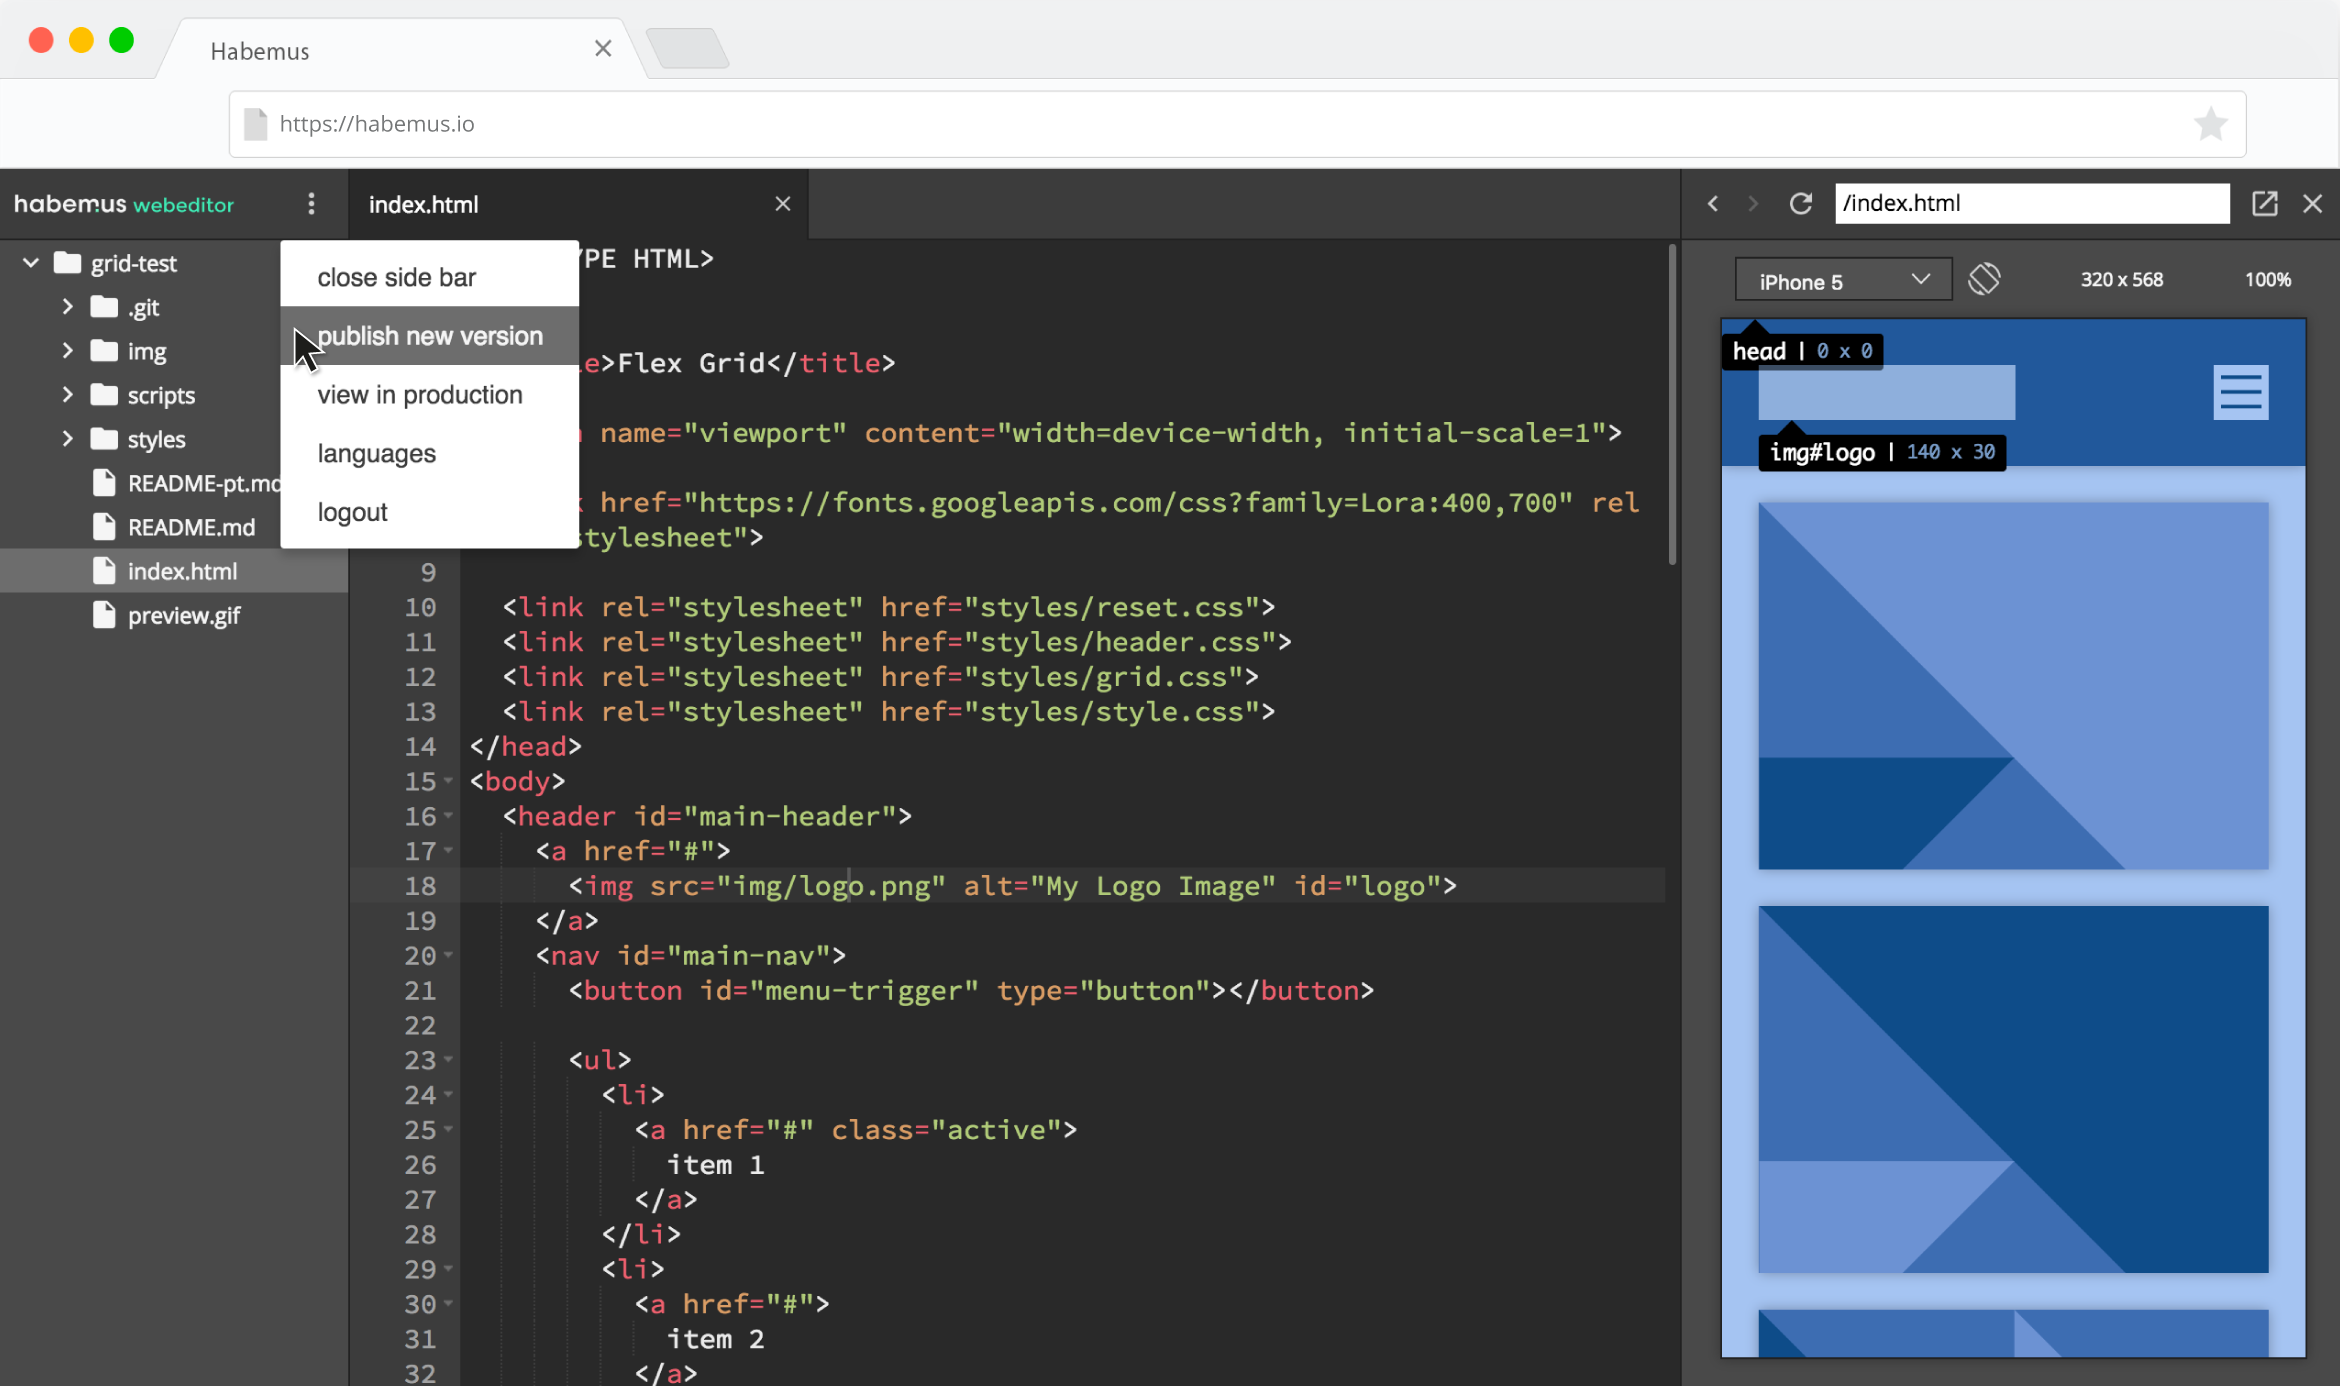 Habemus
https://habemus.io
habemus webeditor
index.html
/index.html
grid-test
.git
img
scripts
styles
README-pt.md
README.md
index.html
preview.gif
close side bar
publish new version
view in production
languages
logout
PE HTML>
e>Flex Grid</title>
name="viewport" content="width=device-width, initial-scale=1">
href="https://fonts.googleapis.com/css?family=Lora:400,700" rel
stylesheet">
9
10 <link rel="stylesheet" href="styles/reset.css">
11 <link rel="stylesheet" href="styles/header.css">
12 <link rel="stylesheet" href="styles/grid.css">
13 <link rel="stylesheet" href="styles/style.css">
14 </head>
15 <body>
16 <header id="main-header">
17 <a href="#">
18 <img src="img/logo.png" alt="My Logo Image" id="logo">
19 </a>
20 <nav id="main-nav">
21 <button id="menu-trigger" type="button"></button>
22
23 <ul>
24 <li>
25 <a href="#" class="active">
26 item 1
27 </a>
28 </li>
29 <li>
30 <a href="#">
31 item 2
32 </a>
iPhone 5 320 x 568 100%
head | 0 x 0
img#logo | 140 x 30